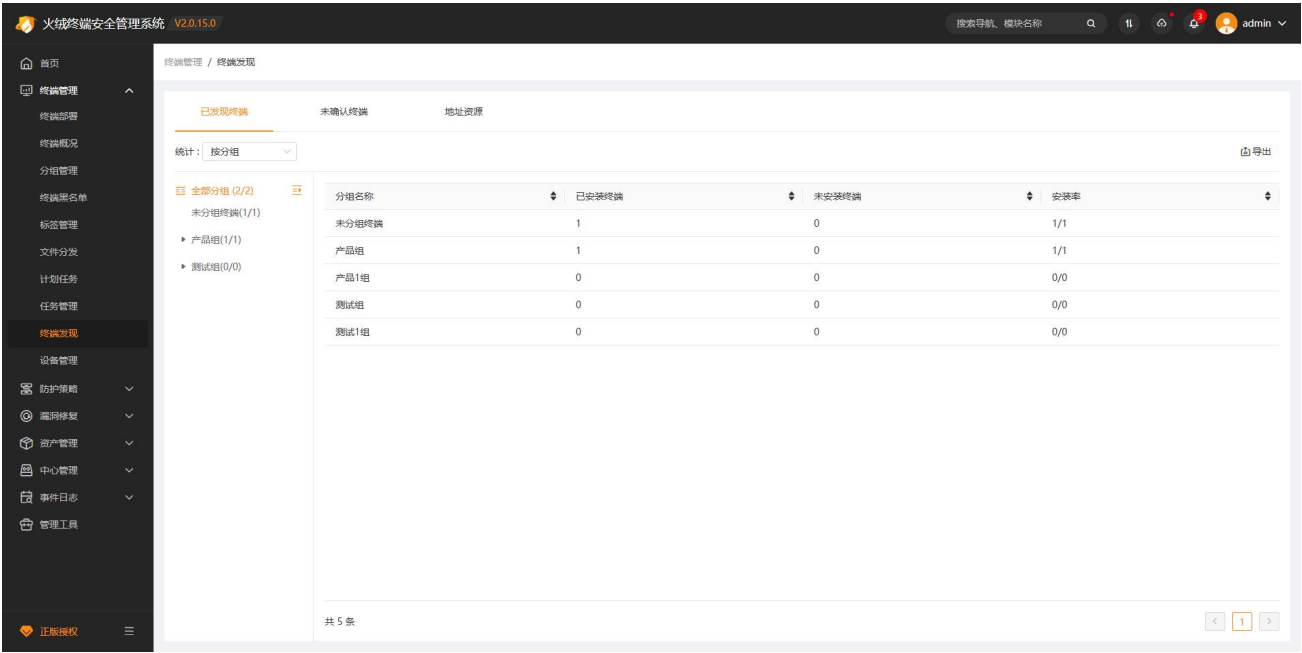 火绒终端安全管理系统 V2.0.15.0
搜索导航、模块名称
3
admin
首页
终端管理
终端部署
终端概况
分组管理
终端黑名单
标签管理
文件分发
计划任务
任务管理
终端发现
设备管理
防护策略
漏洞修复
资产管理
中心管理
事件日志
管理工具
正版授权
终端管理 / 终端发现
已发现终端 未确认终端 地址资源
统计： 按分组
导出
全部分组 (2/2)
未分组终端(1/1)
产品组(1/1)
测试组(0/0)
分组名称 已安装终端 未安装终端 安装率
未分组终端 1 0 1/1
产品组 1 0 1/1
产品1组 0 0 0/0
测试组 0 0 0/0
测试1组 0 0 0/0
共 5 条
1